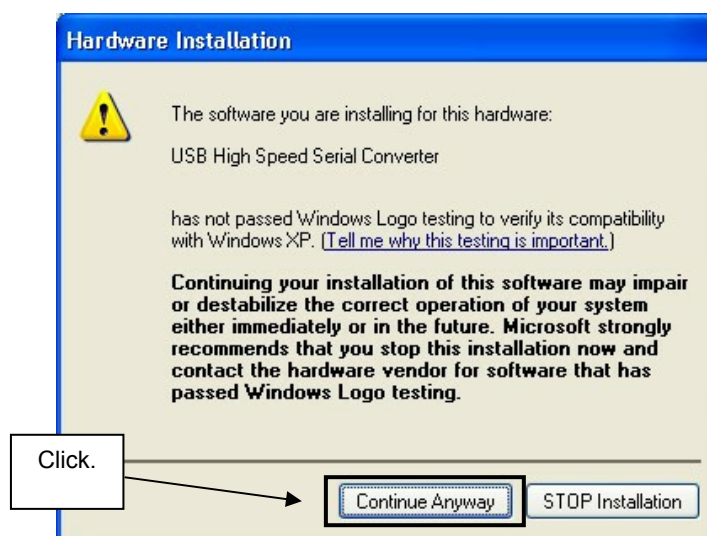 Hardware Installation
The software you are installing for this hardware:
USB High Speed Serial Converter
has not passed Windows Logo testing to verify its compatibility
with Windows XP. (Tell me why this testing is important.)
Continuing your installation of this software may impair
or destabilize the correct operation of your system
either immediately or in the future. Microsoft strongly
recommends that you stop this installation now and
contact the hardware vendor for software that has
passed Windows Logo testing.
Click.
Continue Anyway STOP Installation